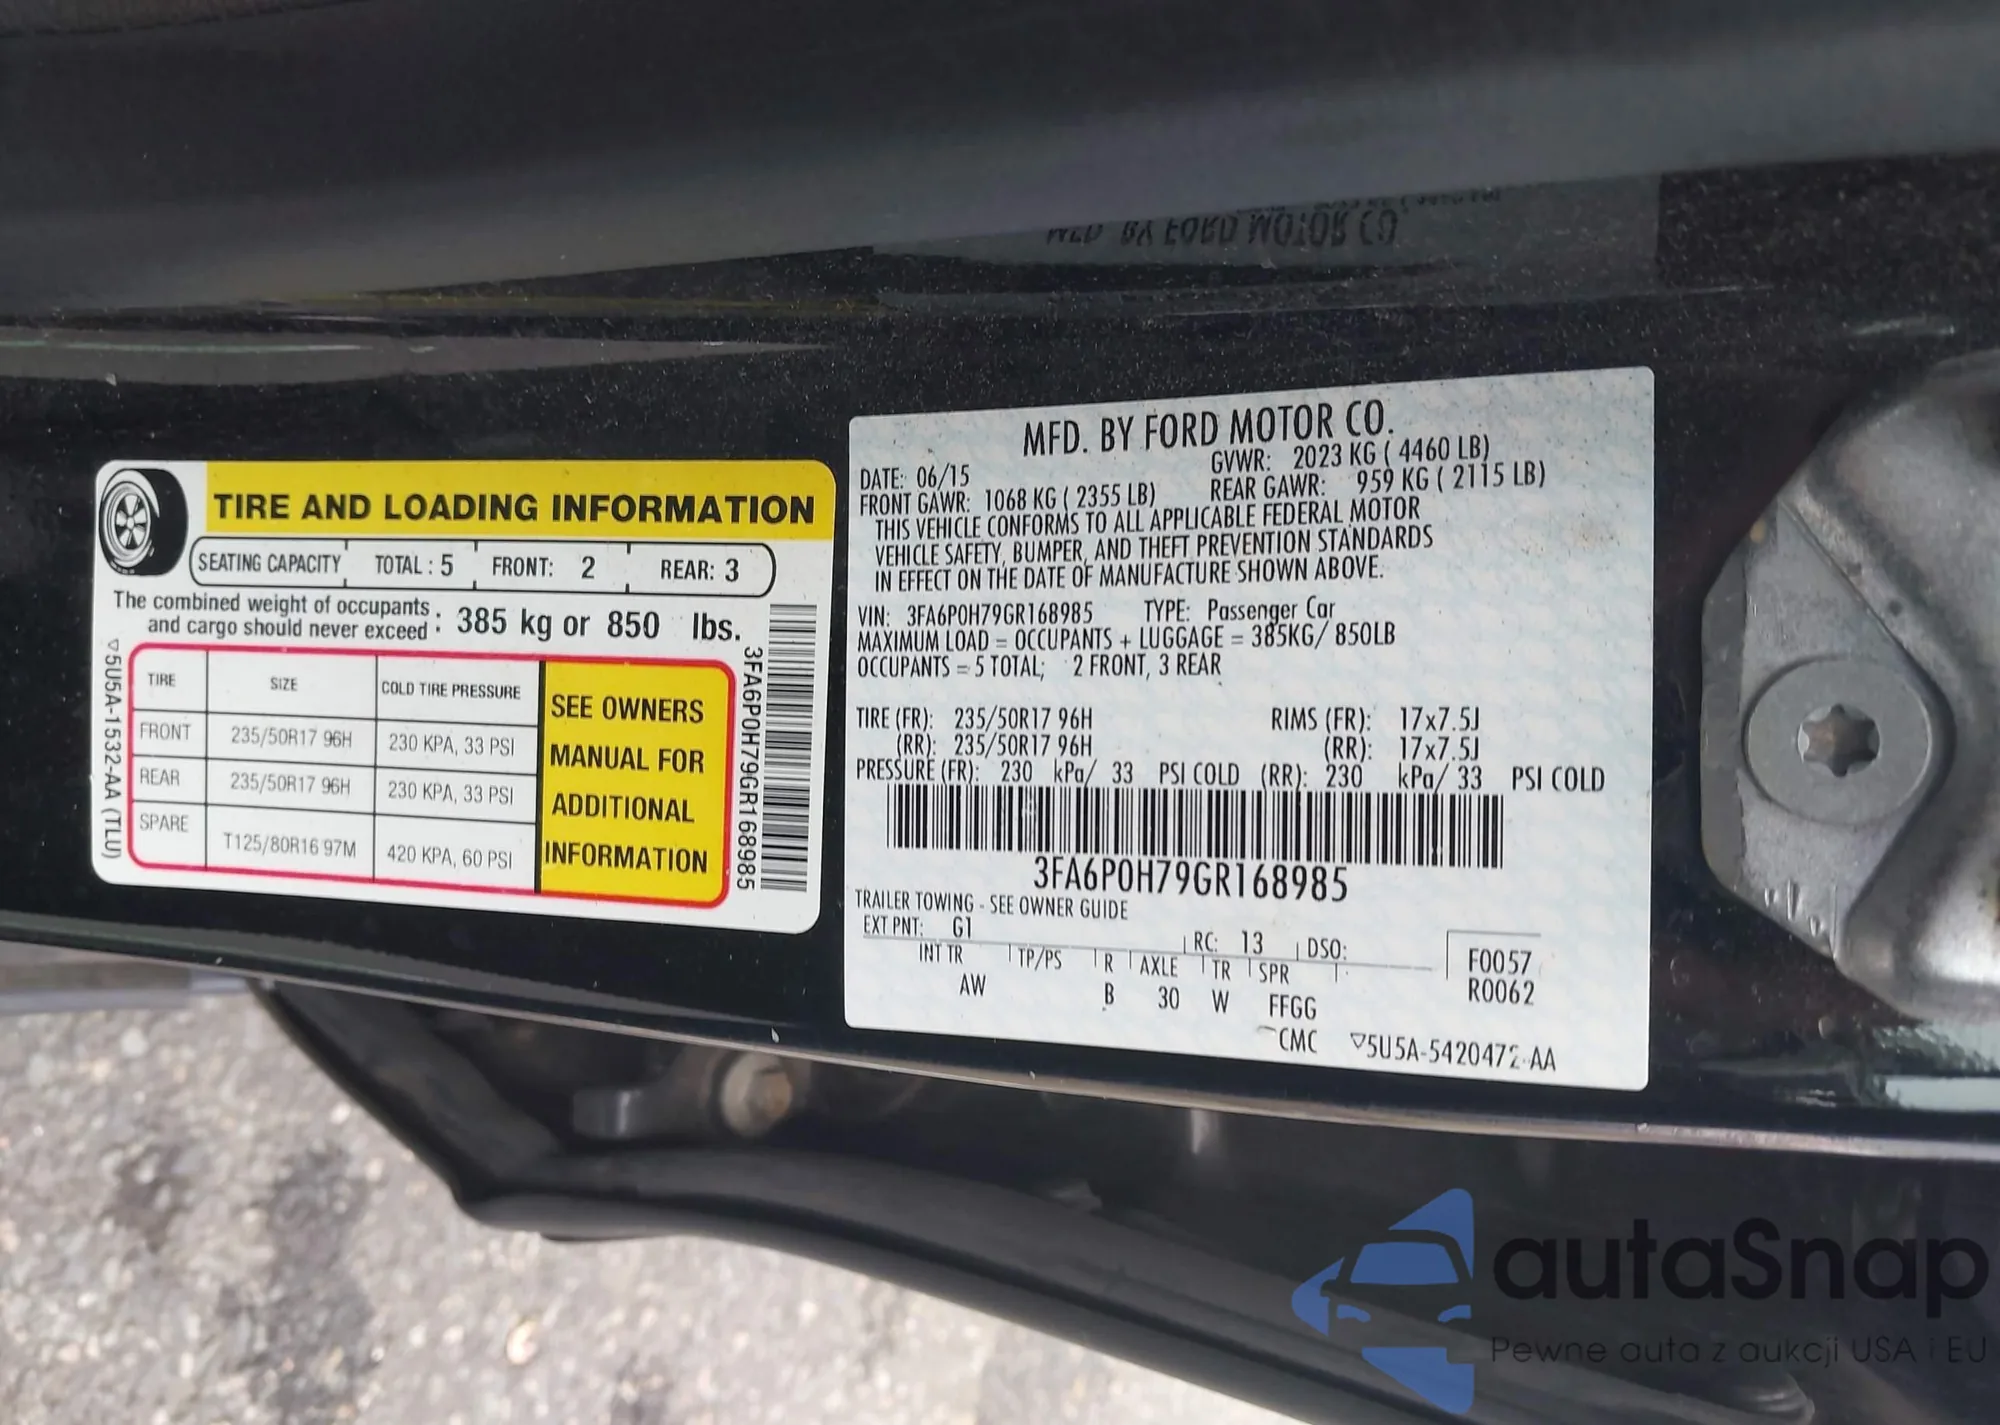 TIRE AND LOADING INFORMATION
SEATING CAPACITY TOTAL : 5 FRONT: 2 REAR: 3
The combined weight of occupants
and cargo should never exceed : 385 kg or 850 lbs.
TIRE SIZE COLD TIRE PRESSURE
FRONT 235/50R17 96H 230 KPA, 33 PSI
REAR 235/50R17 96H 230 KPA, 33 PSI
SPARE T125/80R16 97M 420 KPA, 60 PSI
SEE OWNERS
MANUAL FOR
ADDITIONAL
INFORMATION
5U5A-1532-AA (TLU)
3FA6P0H79GR168985
MFD. BY FORD MOTOR CO.
DATE: 06/15 GVWR: 2023 KG ( 4460 LB)
FRONT GAWR: 1068 KG ( 2355 LB) REAR GAWR: 959 KG ( 2115 LB)
THIS VEHICLE CONFORMS TO ALL APPLICABLE FEDERAL MOTOR
VEHICLE SAFETY, BUMPER, AND THEFT PREVENTION STANDARDS
IN EFFECT ON THE DATE OF MANUFACTURE SHOWN ABOVE.
VIN: 3FA6P0H79GR168985 TYPE: Passenger Car
MAXIMUM LOAD = OCCUPANTS + LUGGAGE = 385KG/ 850LB
OCCUPANTS = 5 TOTAL; 2 FRONT, 3 REAR
TIRE (FR): 235/50R17 96H RIMS (FR): 17x7.5J
(RR): 235/50R17 96H (RR): 17x7.5J
PRESSURE (FR): 230 kPa/ 33 PSI COLD (RR): 230 kPa/ 33 PSI COLD
3FA6P0H79GR168985
TRAILER TOWING - SEE OWNER GUIDE
EXT PNT: G1 RC: 13 DSO:
INT TR TP/PS R AXLE TR SPR
AW B 30 W FFGG
F0057
R0062
CMC 5U5A-5420472-AA
autaSnap
Pewne auta z aukcji USA i EU